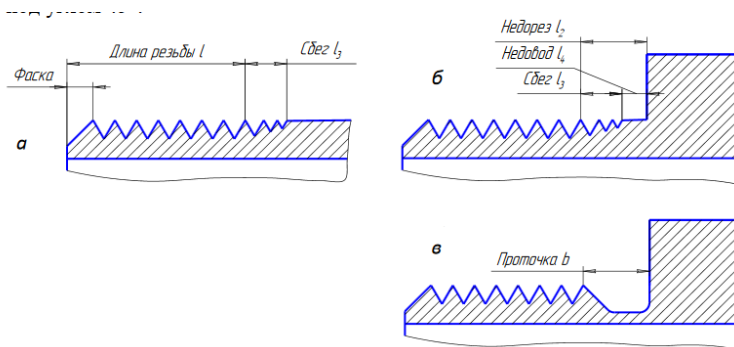 Длина резьбы l
Сбег l₃
Фаска
а
Недорез l₂
Недовод l₄
Сбег l₃
б
в
Проточка b